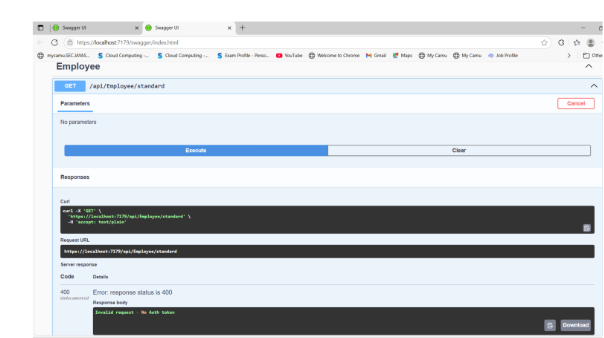 Swagger UI
Swagger UI
https://localhost:7179/swagger/index.html
Cloud Computing -...
Cloud Computing -...
Exam Profile - Perso...
YouTube
Welcome to Chrome
Gmail
Maps
My Camu
My Camu
Job Profile
Othe
Employee
GET /api/Employee/standard
Parameters
Cancel
No parameters
Execute
Clear
Responses
Curl
curl -X 'GET' \
'https://localhost:7179/api/Employee/standard' \
-H 'accept: text/plain'
Request URL
https://localhost:7179/api/Employee/standard
Server response
Code Details
400
Undocumented
Error: response status is 400
Response body
Invalid request - No Auth token
Download